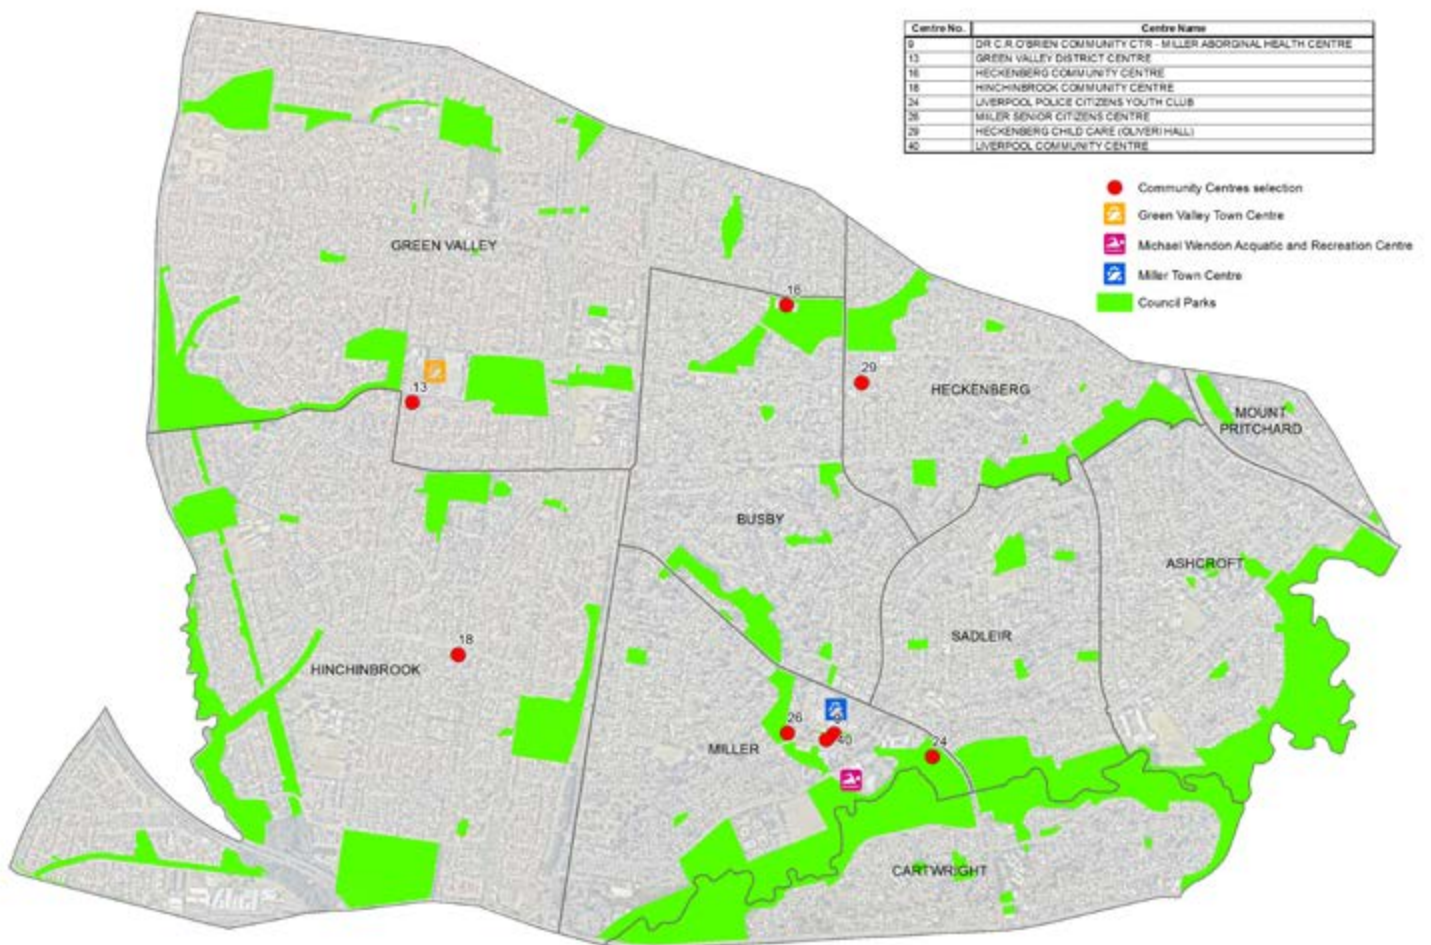 Centre No. Centre Name
9 DR C.R.O'BRIEN COMMUNITY CTR - MILLER ABORGINAL HEALTH CENTRE
13 GREEN VALLEY DISTRICT CENTRE
16 HECKENBERG COMMUNITY CENTRE
18 HINCHINBROOK COMMUNITY CENTRE
24 LIVERPOOL POLICE CITIZENS YOUTH CLUB
26 MILLER SENIOR CITIZENS CENTRE
29 HECKENBERG CHILD CARE (OLIVERI HALL)
40 LIVERPOOL COMMUNITY CENTRE
Community Centres selection
Green Valley Town Centre
Michael Wendon Acquatic and Recreation Centre
Miller Town Centre
Council Parks
GREEN VALLEY
16
13
29
HECKENBERG
MOUNT
PRITCHARD
BUSBY
ASHCROFT
18
HINCHINBROOK
SADLEIR
26
9
40
24
MILLER
CARTWRIGHT